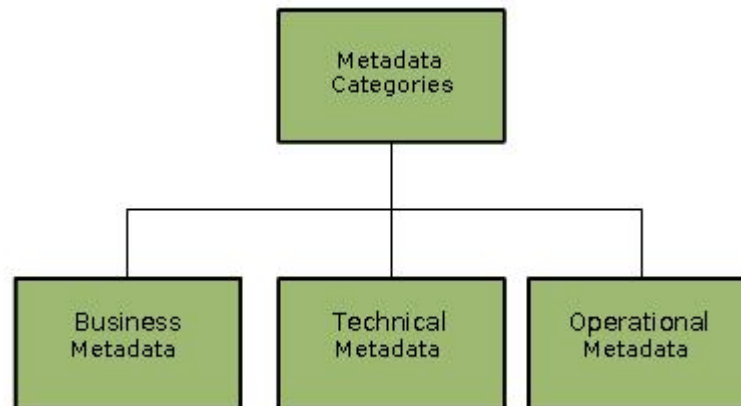 Metadata
Categories
Business
Metadata
Technical
Metadata
Operational
Metadata